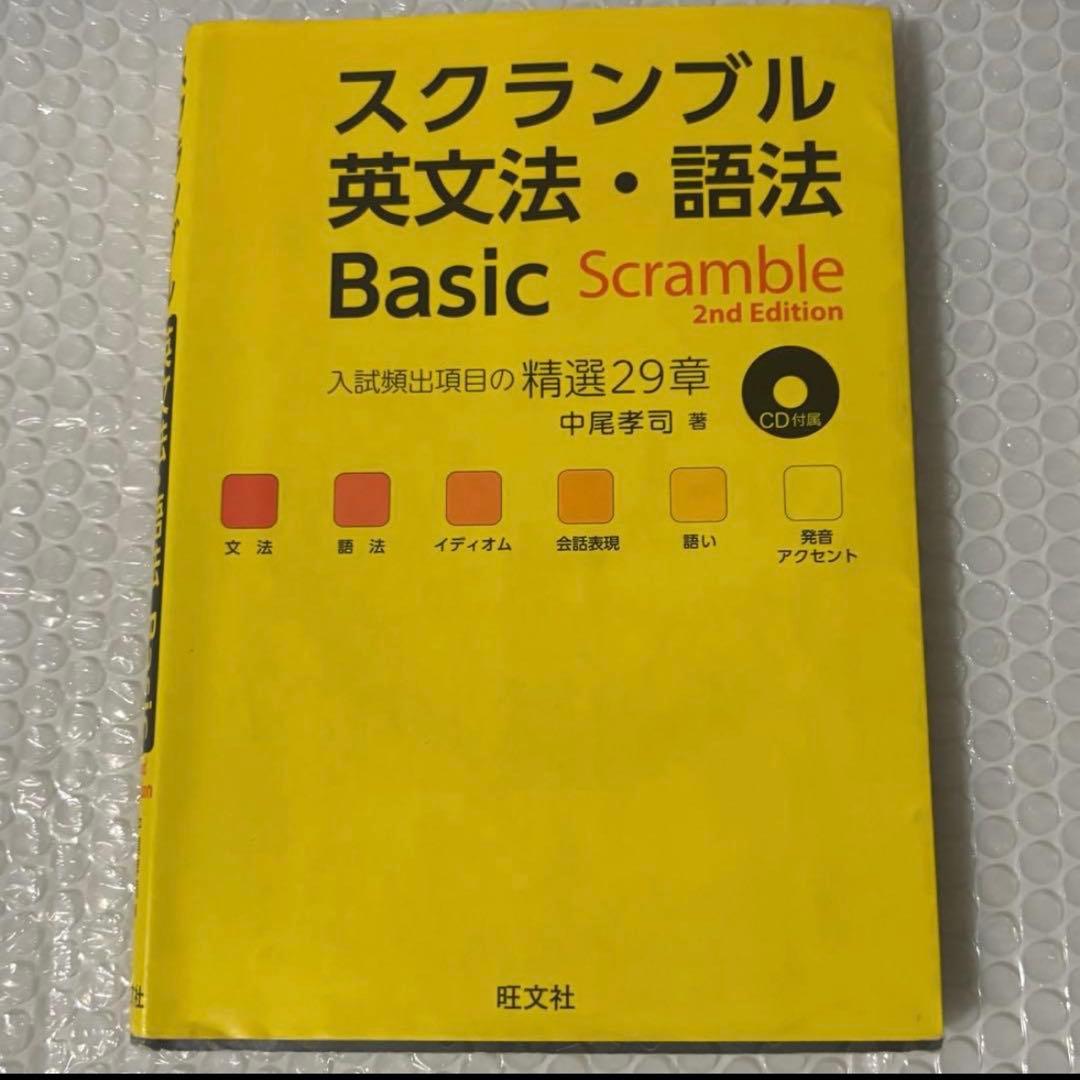 スクランブル
英文法・語法
Basic Scramble
2nd Edition
入試頻出項目の 精選29章
中尾孝司 著
CD付属
文 法
語 法
イディオム
会話表現
語い
発音
アクセント
旺文社